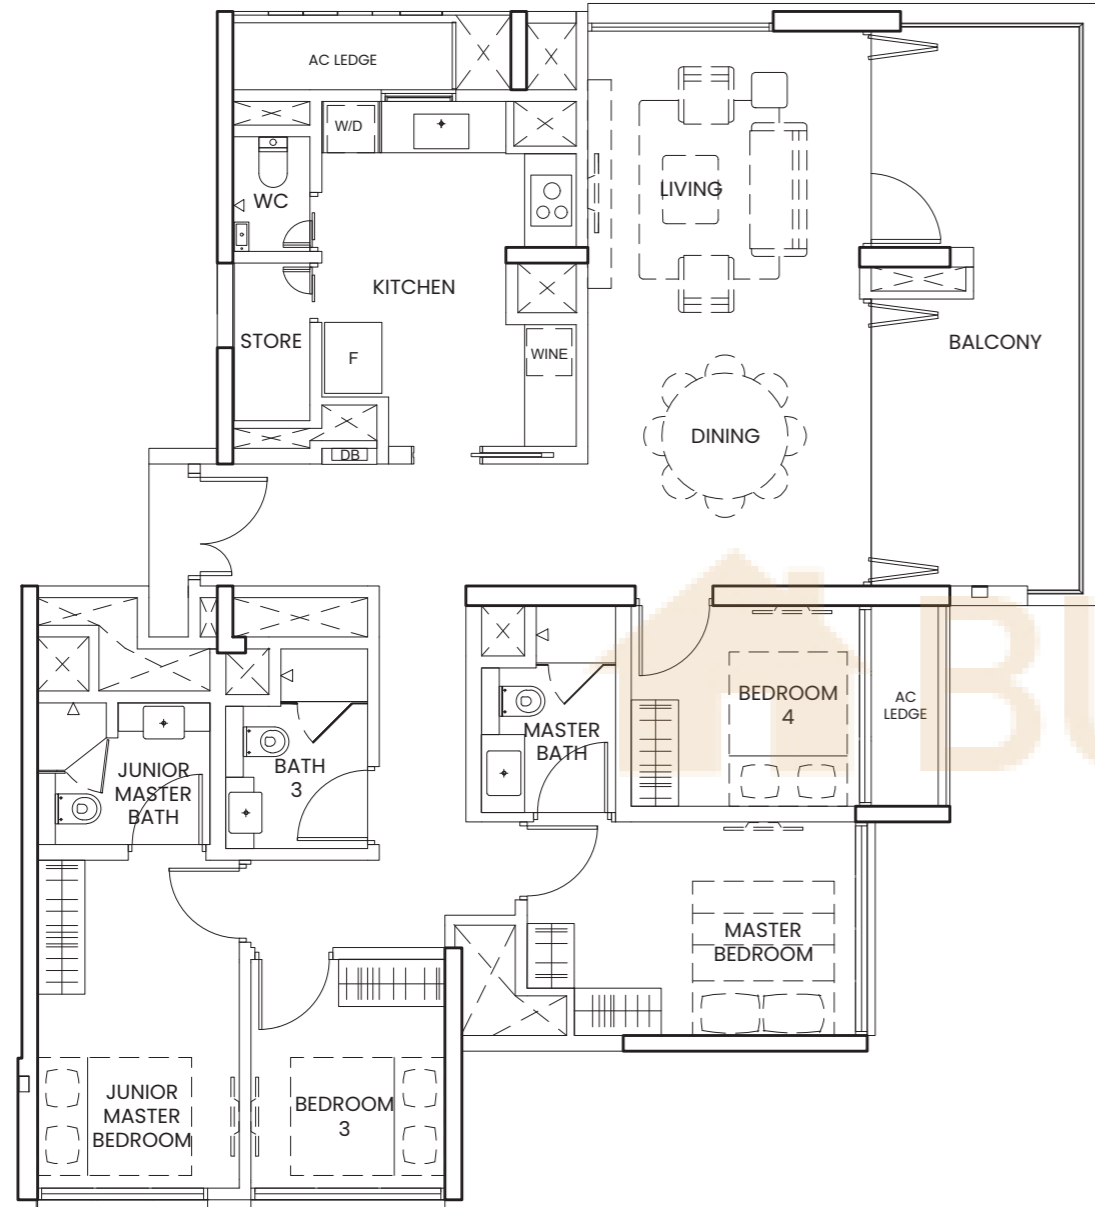 AC LEDGE
W/D
WC
LIVING
KITCHEN
STORE
F
WINE
BALCONY
DINING
DB
BEDROOM
4
AC
LEDGE
MASTER
BATH
BATH
3
JUNIOR
MASTER
BATH
MASTER
BEDROOM
JUNIOR
MASTER
BEDROOM
BEDROOM
3
BU